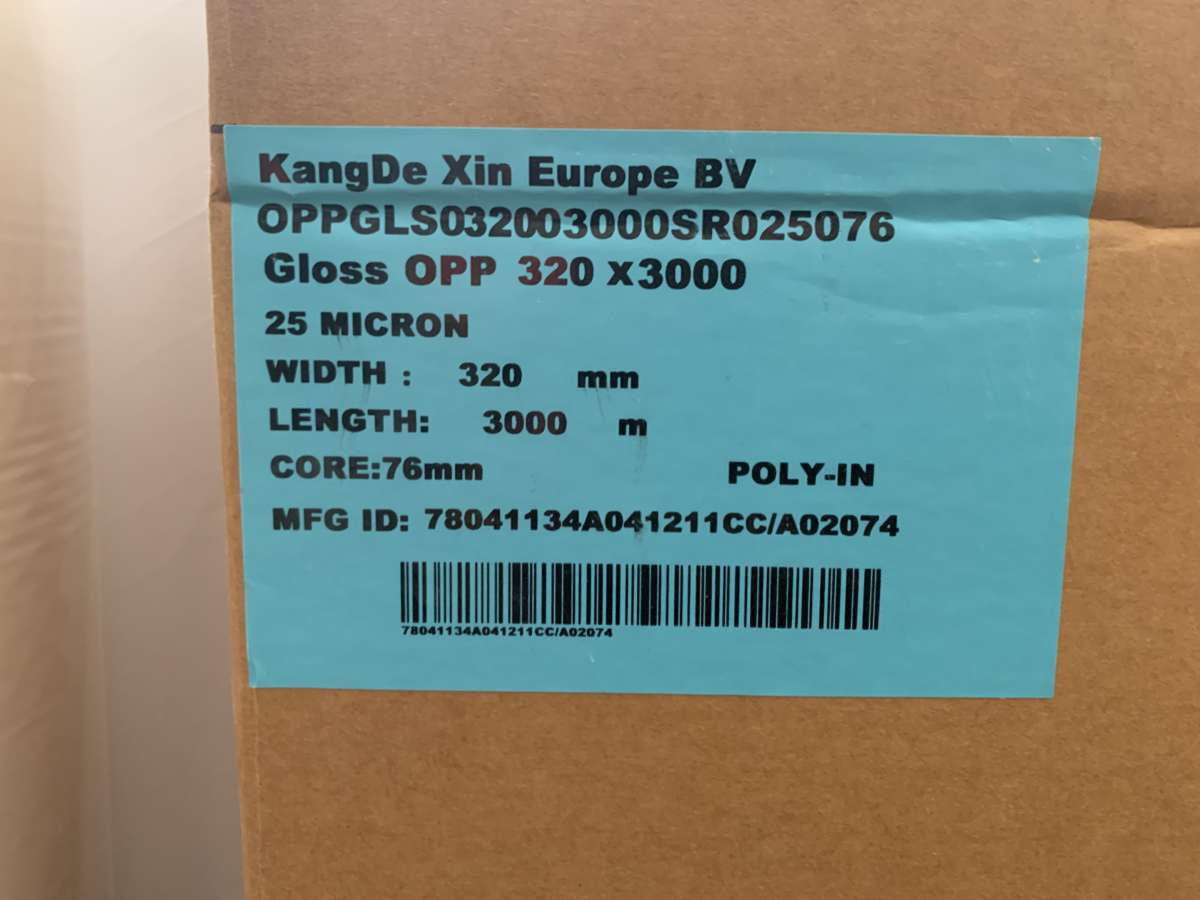 KangDe Xin Europe BV
OPPGLS032003000SR025076
Gloss OPP 320 x3000
25 MICRON
WIDTH : 320 mm
LENGTH: 3000 m
CORE:76mm POLY-IN
MFG ID: 78041134A041211CC/A02074
78041134A041211CC/A02074